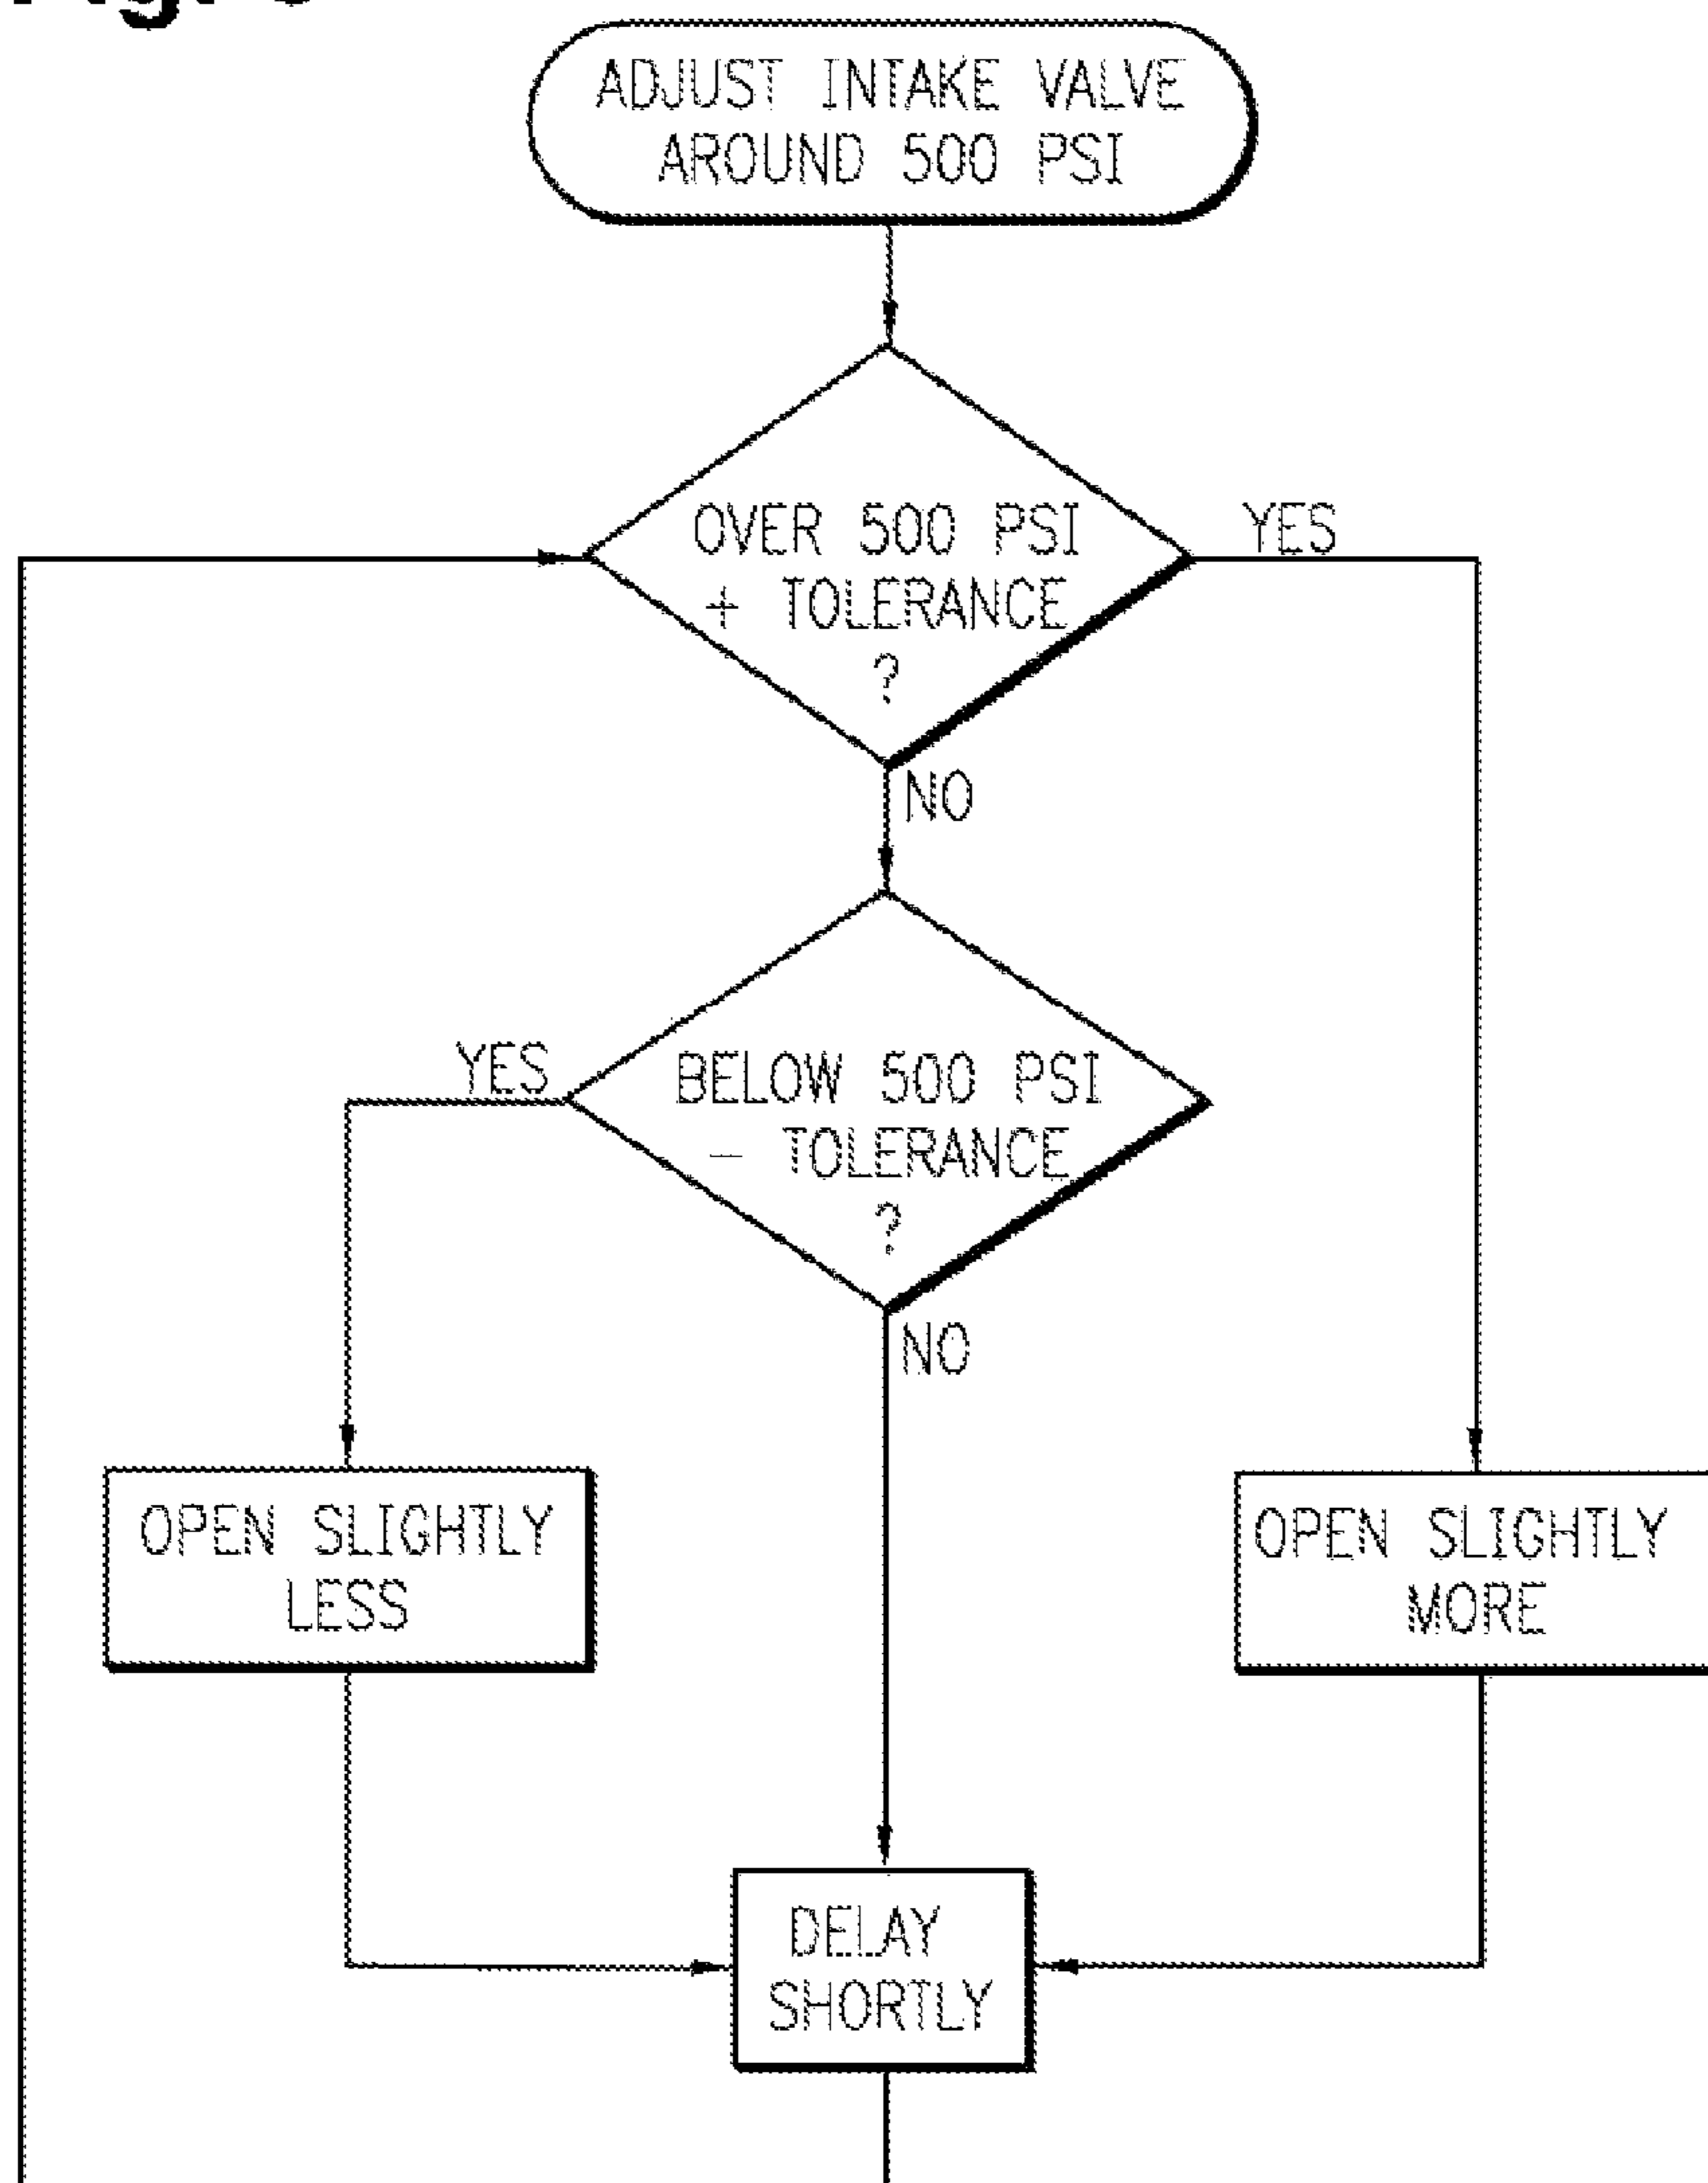 ADJUST INTAKE VALVE
AROUND 500 PSI
OVER 500 PSI
+ TOLERANCE
?
YES
NO
BELOW 500 PSI
- TOLERANCE
?
YES
NO
OPEN SLIGHTLY
LESS
OPEN SLIGHTLY
MORE
DELAY
SHORTLY